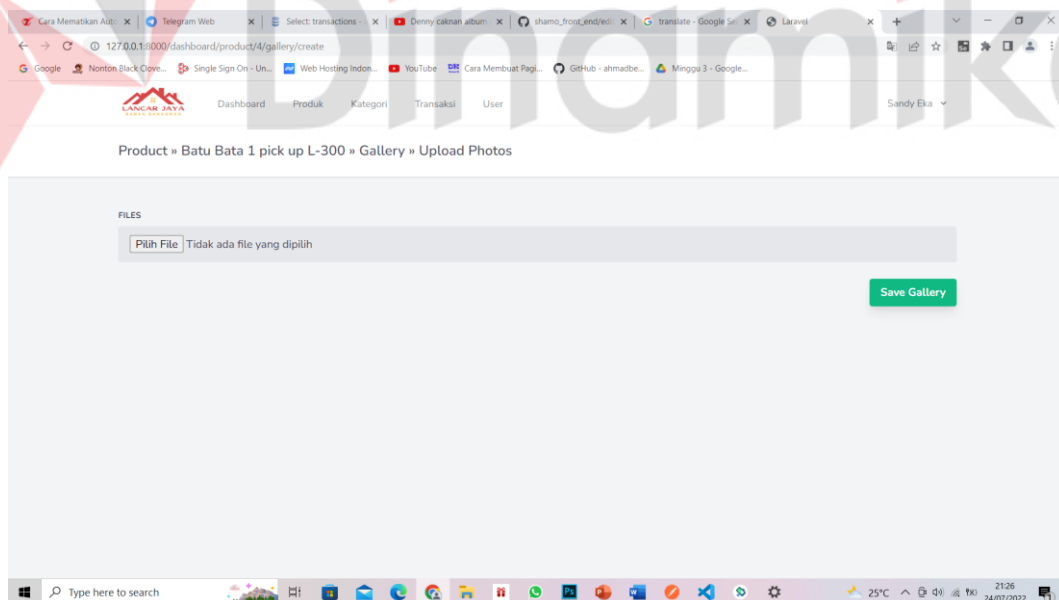 Dinamika
Cara Mematikan Auto
Telegram Web
Select: transactions -
Denny caknan album
shamo_front_end/edit
translate - Google Se
Laravel
127.0.0.1:8000/dashboard/product/4/gallery/create
Google
Nonton Black Clove...
Single Sign On - Un...
Web Hosting Indon...
YouTube
Cara Membuat Pagi...
GitHub - ahmadbe...
Minggu 3 - Google...
LANCAR JAYA
Dashboard
Produk
Kategori
Transaksi
User
Sandy Eka
Product » Batu Bata 1 pick up L-300 » Gallery » Upload Photos
FILES
Pilih File Tidak ada file yang dipilih
Save Gallery
Type here to search
25°C
21:26
24/07/2022